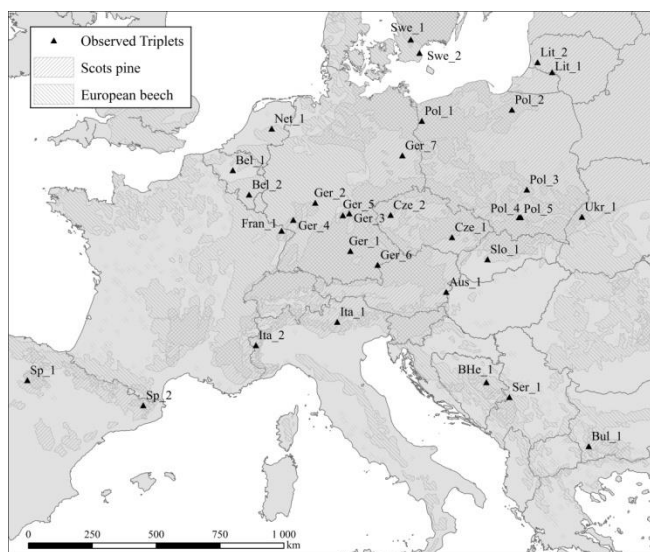 Observed Triplets
Scots pine
European beech
Swe_1
Swe_2
Lit_2
Lit_1
Pol_1
Pol_2
Net_1
Ger_7
Bel_1
Bel_2
Pol_3
Ger_2
Ger_5
Cze_2
Ger_3
Pol_4
Pol_5
Ukr_1
Fran_1
Ger_4
Cze_1
Ger_1
Slo_1
Ger_6
Aus_1
Ita_1
Ita_2
Sp_1
BHe_1
Ser_1
Sp_2
Bul_1
0 250 500 750 1 000
km